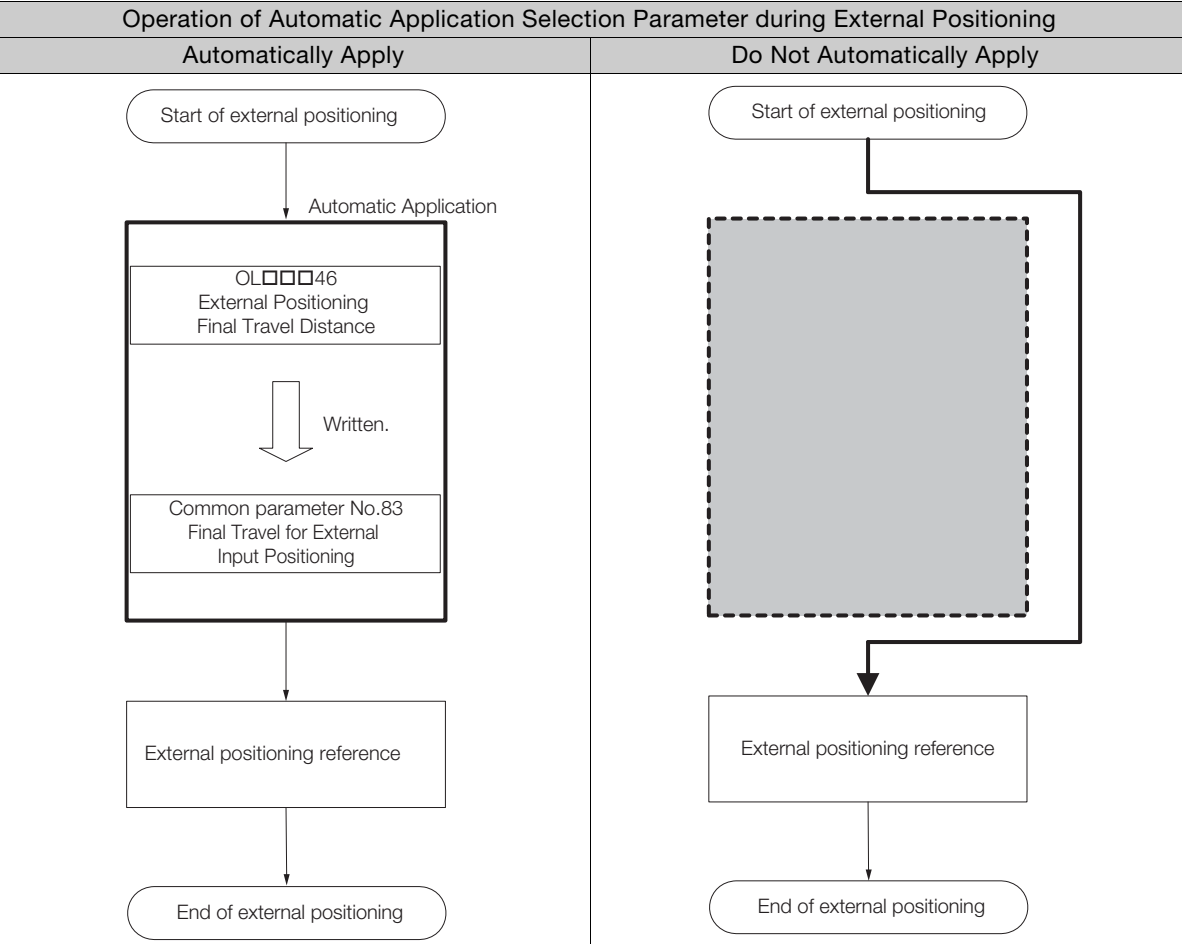 Operation of Automatic Application Selection Parameter during External Positioning
Automatically Apply
Do Not Automatically Apply
Start of external positioning
Automatic Application
OL□□□46
External Positioning
Final Travel Distance
Written.
Common parameter No.83
Final Travel for External
Input Positioning
External positioning reference
End of external positioning
Start of external positioning
External positioning reference
End of external positioning